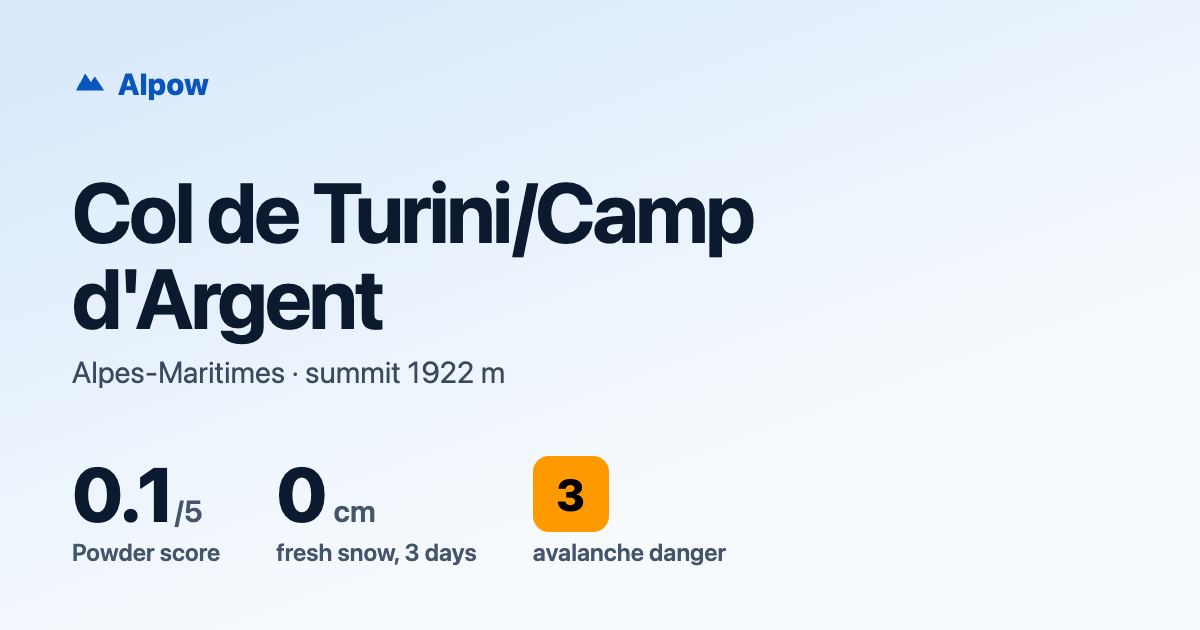 Alpow
Col de Turini/Camp
d'Argent
Alpes-Maritimes · summit 1922 m
0.1/5
0 cm
3
Powder score
fresh snow, 3 days
avalanche danger